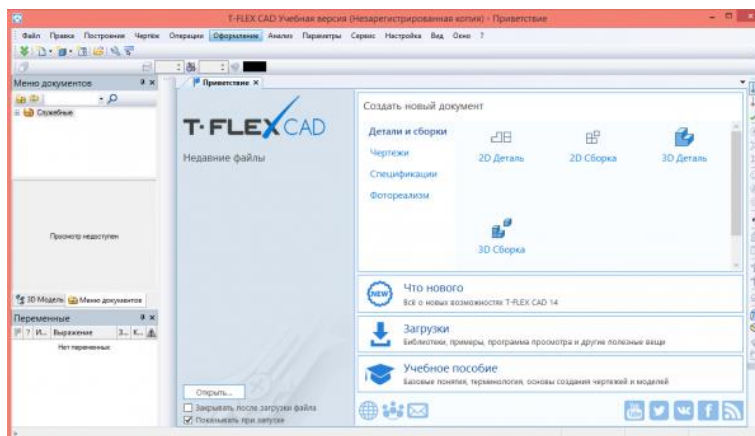 T-FLEX CAD Учебная версия (Незарегистрированная копия) - Приветствие
Файл Правка Построения Чертёж Операции Оформление Анализ Параметры Сервис Настройка Вид Окно ?
Меню документов
Приветствие
Служебные
Просмотр недоступен
3D Модель Меню документов
Переменные
? И... Выражение З... К...
Нет переменных
T-FLEX CAD
Недавние файлы
Открыть...
Закрывать после загрузки файла
Показывать при запуске
Создать новый документ
Детали и сборки
Чертежи
Спецификации
Фотореализм
2D Деталь
2D Сборка
3D Деталь
3D Сборка
NEW
Что нового
Всё о новых возможностях T-FLEX CAD 14
Загрузки
Библиотеки, примеры, программа просмотра и другие полезные вещи
Учебное пособие
Базовые понятия, терминология, основы создания чертежей и моделей